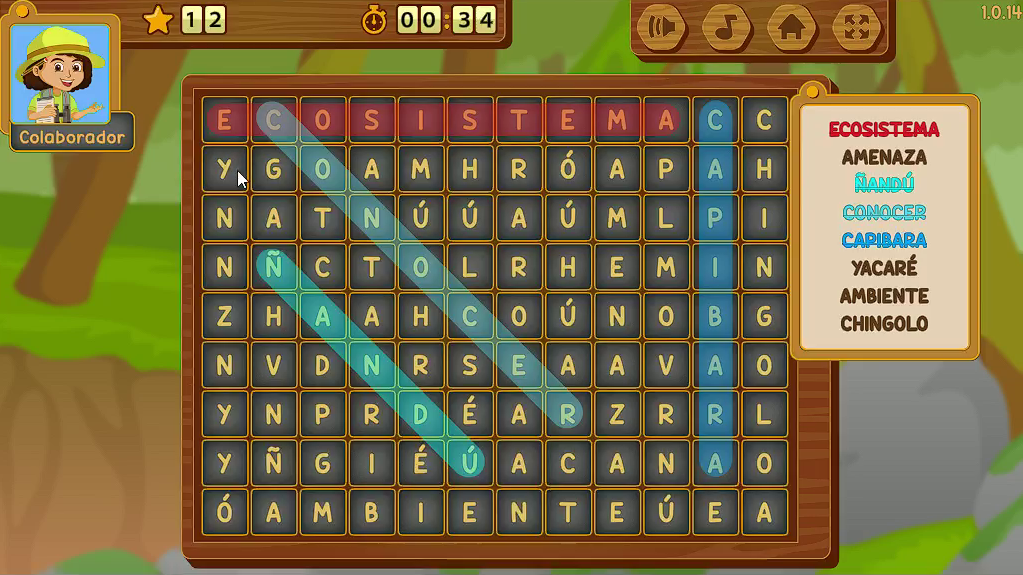 12
00:34
1.0.14
Colaborador
E C O S I S T E M A C C
Y G O A M H R Ó A P A H
N A T N Ú Ú A Ú M L P I
N Ñ C T O L R H E M I N
Z H A A H C O Ú N O B G
N V D N R S E A A V A O
Y N P R D É A R Z R R L
Y Ñ G I É Ú A C A N A O
Ó A M B I E N T E Ú E A
ECOSISTEMA
AMENAZA
ÑANDÚ
CONOCER
CAPIBARA
YACARÉ
AMBIENTE
CHINGOLO